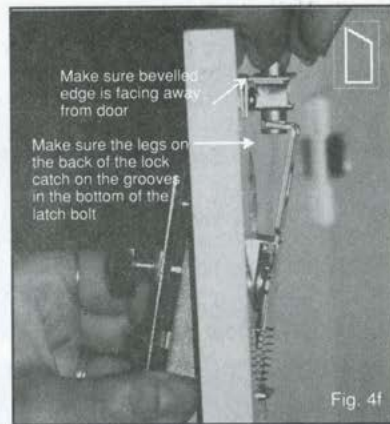 Make sure bevelled
edge is facing away
from door
Make sure the legs on
the back of the lock
catch on the grooves
in the bottom of the
latch bolt
Fig. 4f